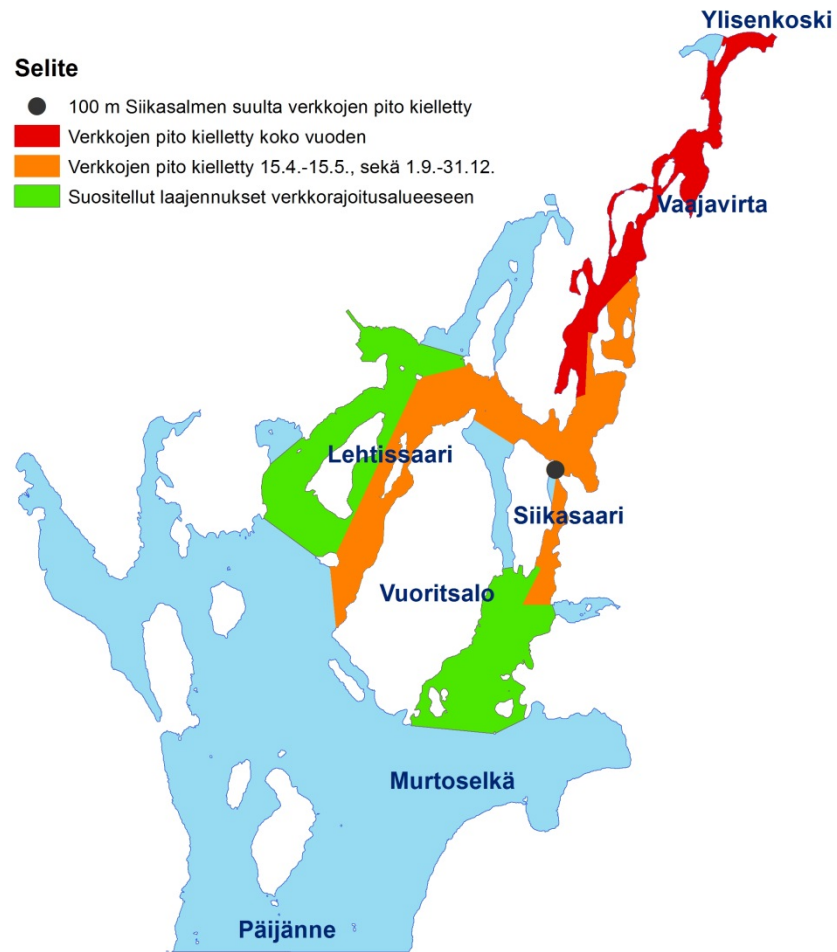 Ylisenkoski
Selite
100 m Siikasalmen suulta verkkojen pito kielletty
Verkkojen pito kielletty koko vuoden
Verkkojen pito kielletty 15.4.-15.5., sekä 1.9.-31.12.
Suositellut laajennukset verkkorajoitusalueeseen
Vaajavirta
Lehtissaari
Siikasaari
Vuoritsalo
Murtoselkä
Päijänne